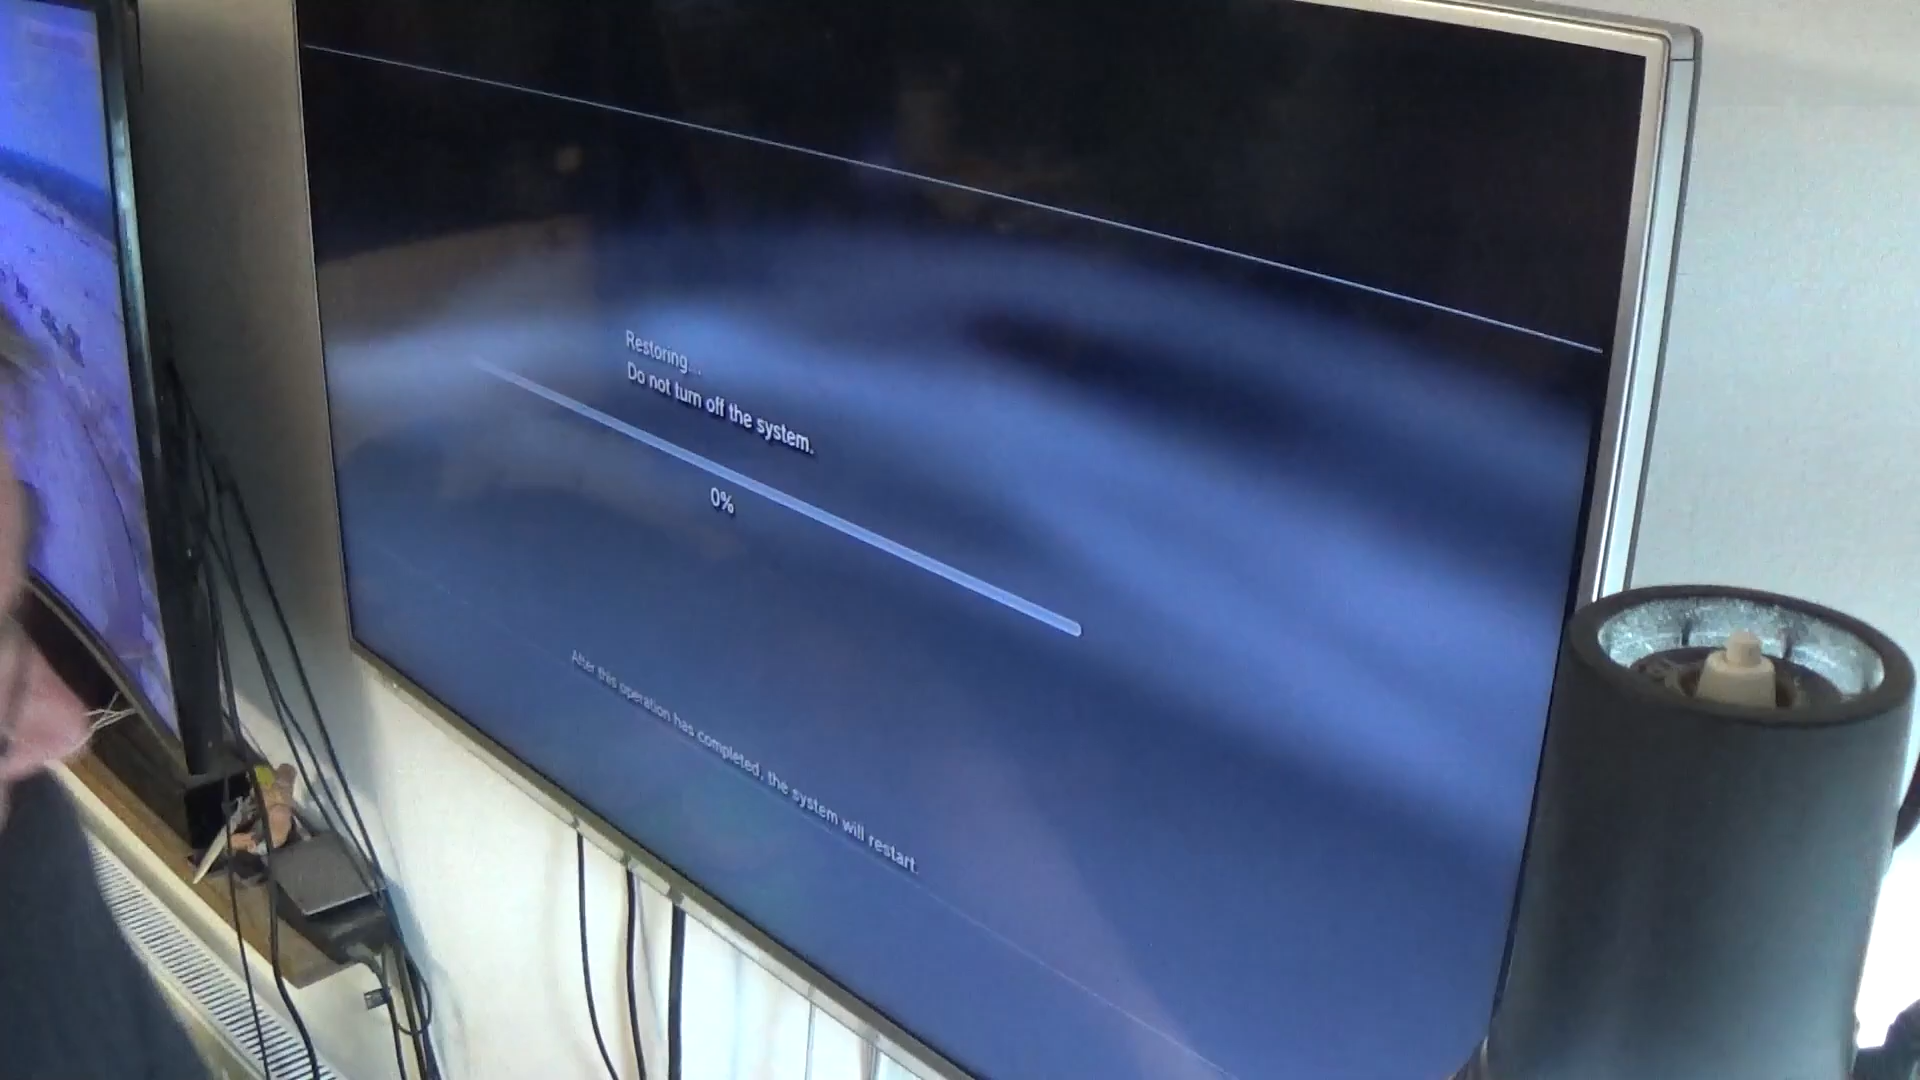 Restoring...
Do not turn off the system.
0%
After this operation has completed, the system will restart.